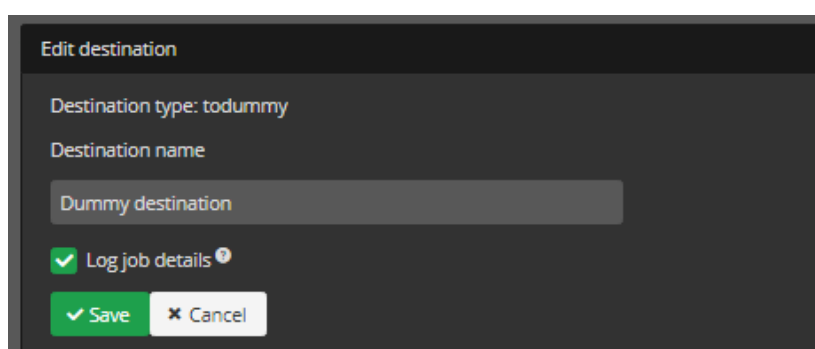 Edit destination
Destination type: todummy
Destination name
Dummy destination
Log job details ?
Save Cancel